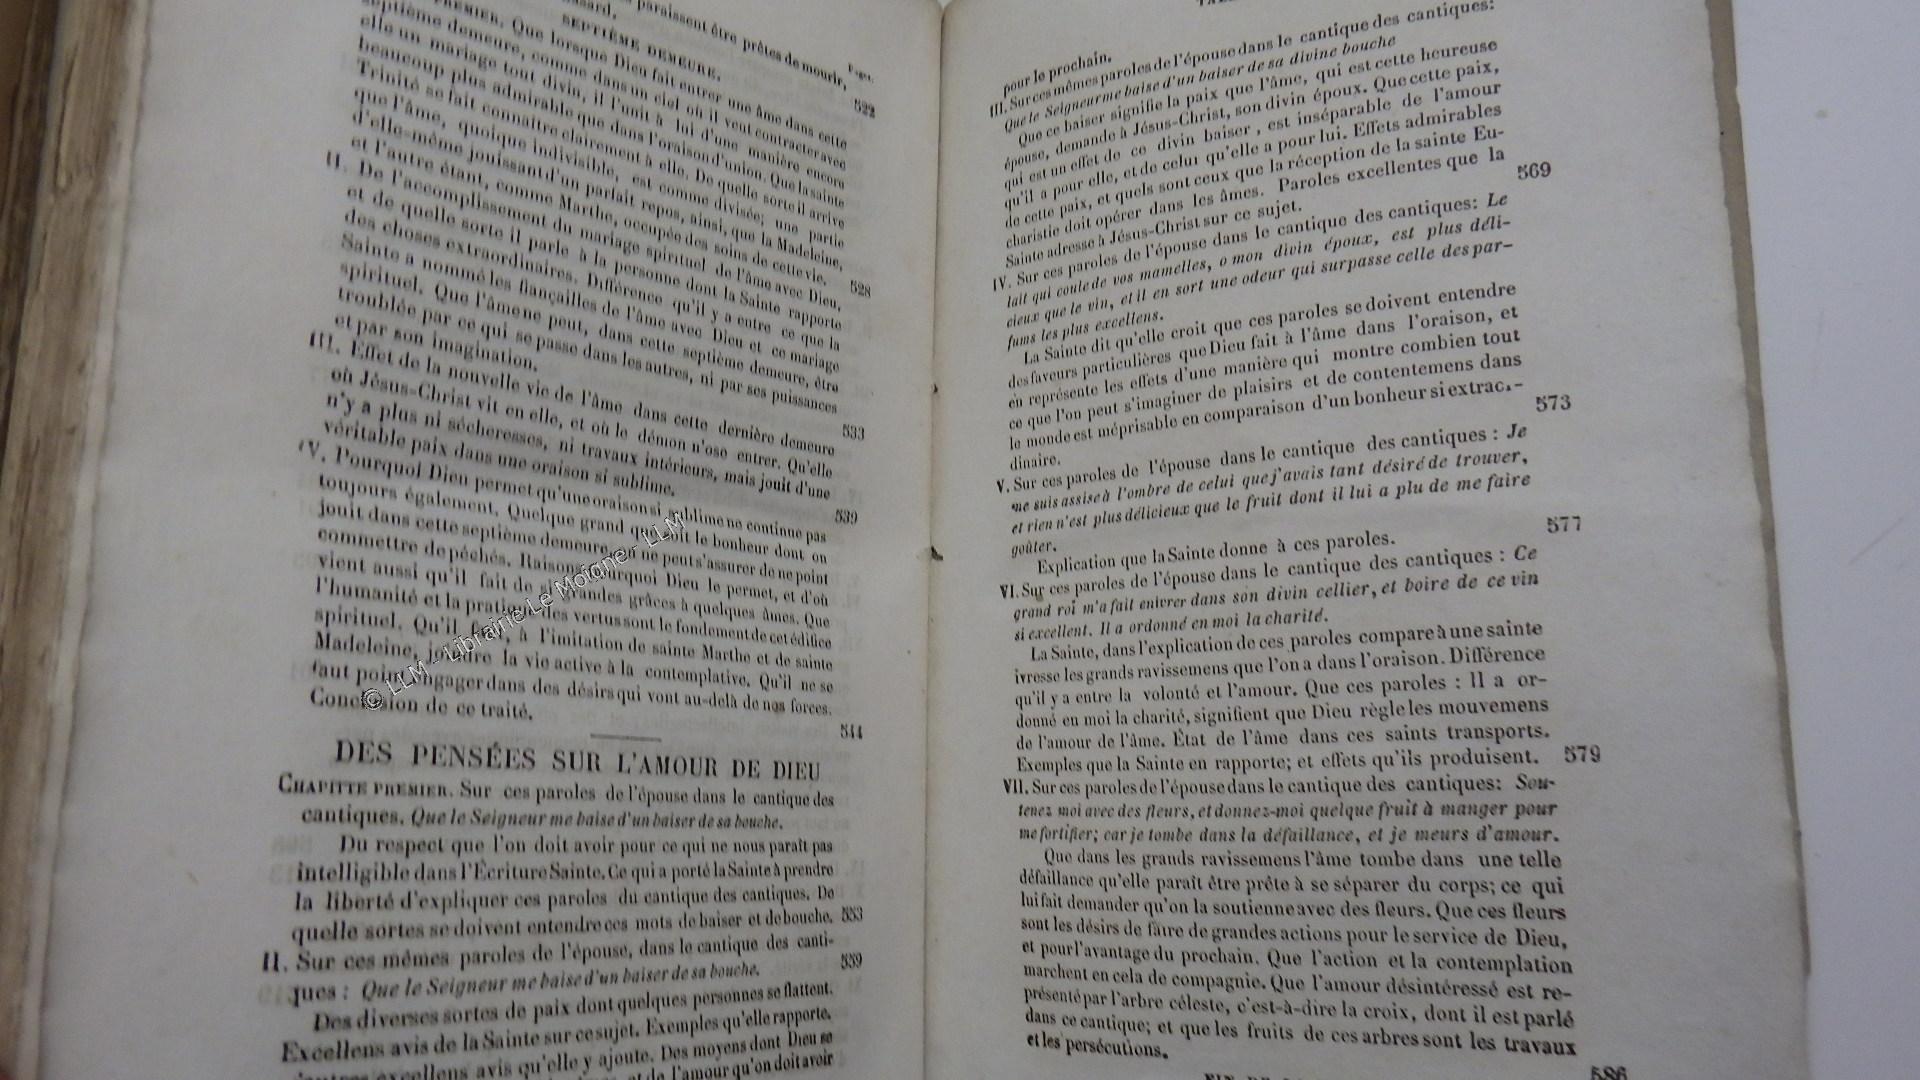 paraissent être prêtes de mourir,
Pages.
522
SEPTIÈME DEMEURE.
PREMIER. Que lorsque Dieu fait entrer une âme dans cette
septième demeure, comme dans un ciel où il veut contracter avec
elle un mariage tout divin, il l'unit à lui d'une manière encore
beaucoup plus admirable que dans l'oraison d'union. Que la sainte
Trinité se fait connaître clairement à elle. De quelle sorte il arrive
que l'âme, quoique indivisible, est comme divisée; une partie
d'elle-même jouissant d'un parfait repos, ainsi, que la Madeleine,
et l'autre étant, comme Marthe, occupée des soins de cette vie. 528
II. De l'accomplissement du mariage spirituel de l'âme avec Dieu,
et de quelle sorte il parle à la personne dont la Sainte rapporte
des choses extraordinaires. Différence qu'il y a entre ce que la
Sainte a nommé les fiançailles de l'âme avec Dieu et ce mariage
spirituel. Que l'âme ne peut, dans cette septième demeure, être
troublée par ce qui se passe dans les autres, ni par ses puissances
et par son imagination. 533
III. Effet de la nouvelle vie de l'âme dans cette dernière demeure
où Jésus-Christ vit en elle, et où le démon n'ose entrer. Qu'elle
n'y a plus ni sécheresses, ni travaux intérieurs, mais jouit d'une
véritable paix dans une oraison si sublime. 539
IV. Pourquoi Dieu permet qu'une oraison si sublime ne continue pas
toujours également. Quelque grand que soit le bonheur dont on
jouit dans cette septième demeure, on ne peut s'assurer de ne point
commettre de péchés. Raisons pourquoi Dieu le permet, et d'où
vient aussi qu'il fait de si grandes grâces à quelques âmes. Que
l'humanité et la pratique des vertus sont le fondement de cet édifice
spirituel. Qu'il faut, à l'imitation de sainte Marthe et de sainte
Madeleine, joindre la vie active à la contemplative. Qu'il ne se
faut point engager dans des désirs qui vont au-delà de nos forces.
Conclusion de ce traité. 544
DES PENSÉES SUR L'AMOUR DE DIEU
CHAPITTE PREMIER. Sur ces paroles de l'épouse dans le cantique des
cantiques. Que le Seigneur me baise d'un baiser de sa bouche.
Du respect que l'on doit avoir pour ce qui ne nous paraît pas
intelligible dans l'Écriture Sainte. Ce qui a porté la Sainte à prendre
la liberté d'expliquer ces paroles du cantique des cantiques. De
quelle sortes se doivent entendre ces mots de baiser et de bouche. 553
II. Sur ces mêmes paroles de l'épouse, dans le cantique des canti-
ques : Que le Seigneur me baise d'un baiser de sa bouche. 559
Des diverses sortes de paix dont quelques personnes se flattent.
Excellens avis de la Sainte sur ce sujet. Exemples qu'elle rapporte.
excellens avis qu'elle y ajoute. Des moyens dont Dieu se
de l'amour qu'on doit avoir
pour le prochain.
III. Sur ces mêmes paroles de l'épouse dans le cantique des cantiques:
Que le Seigneur me baise d'un baiser de sa divine bouche
Que ce baiser signifie la paix que l'âme, qui est cette heureuse
épouse, demande à Jésus-Christ, son divin époux. Que cette paix,
qui est un effet de ce divin baiser, est inséparable de l'amour
qu'il a pour elle, et de celui qu'elle a pour lui. Effets admirables
de cette paix, et quels sont ceux que la réception de la sainte Eu-
charistie doit opérer dans les âmes. Paroles excellentes que la
Sainte adresse à Jésus-Christ sur ce sujet. 569
IV. Sur ces paroles de l'épouse dans le cantique des cantiques: Le
lait qui coule de vos mamelles, o mon divin époux, est plus déli-
cieux que le vin, et il en sort une odeur qui surpasse celle des par-
fums les plus excellens.
La Sainte dit qu'elle croit que ces paroles se doivent entendre
des faveurs particulières que Dieu fait à l'âme dans l'oraison, et
en représente les effets d'une manière qui montre combien tout
ce que l'on peut s'imaginer de plaisirs et de contentemens dans
le monde est méprisable en comparaison d'un bonheur si extrac.-
dinaire. 573
V. Sur ces paroles de l'épouse dans le cantique des cantiques : Je
me suis assise à l'ombre de celui que j'avais tant désiré de trouver,
et rien n'est plus délicieux que le fruit dont il lui a plu de me faire
goûter.
Explication que la Sainte donne à ces paroles. 577
VI. Sur ces paroles de l'épouse dans le cantique des cantiques : Ce
grand roi m'a fait enivrer dans son divin cellier, et boire de ce vin
si excellent. Il a ordonné en moi la charité.
La Sainte, dans l'explication de ces paroles compare à une sainte
ivresse les grands ravissemens que l'on a dans l'oraison. Différence
qu'il y a entre la volonté et l'amour. Que ces paroles : Il a or-
donné en moi la charité, signifient que Dieu règle les mouvemens
de l'amour de l'âme. État de l'âme dans ces saints transports.
Exemples que la Sainte en rapporte; et effets qu'ils produisent. 579
VII. Sur ces paroles de l'épouse dans le cantique des cantiques: Sou-
tenez moi avec des fleurs, et donnez-moi quelque fruit à manger pour
me fortifier; car je tombe dans la défaillance, et je meurs d'amour.
Que dans les grands ravissemens l'âme tombe dans une telle
défaillance qu'elle paraît être prête à se séparer du corps; ce qui
lui fait demander qu'on la soutienne avec des fleurs. Que ces fleurs
sont les désirs de faire de grandes actions pour le service de Dieu,
et pour l'avantage du prochain. Que l'action et la contemplation
marchent en cela de compagnie. Que l'amour désintéressé est re-
présenté par l'arbre céleste, c'est-à-dire la croix, dont il est parlé
dans ce cantique; et que les fruits de ces arbres sont les travaux
et les persécutions. 586
© LLM - Librairie Le Moigne - LLM